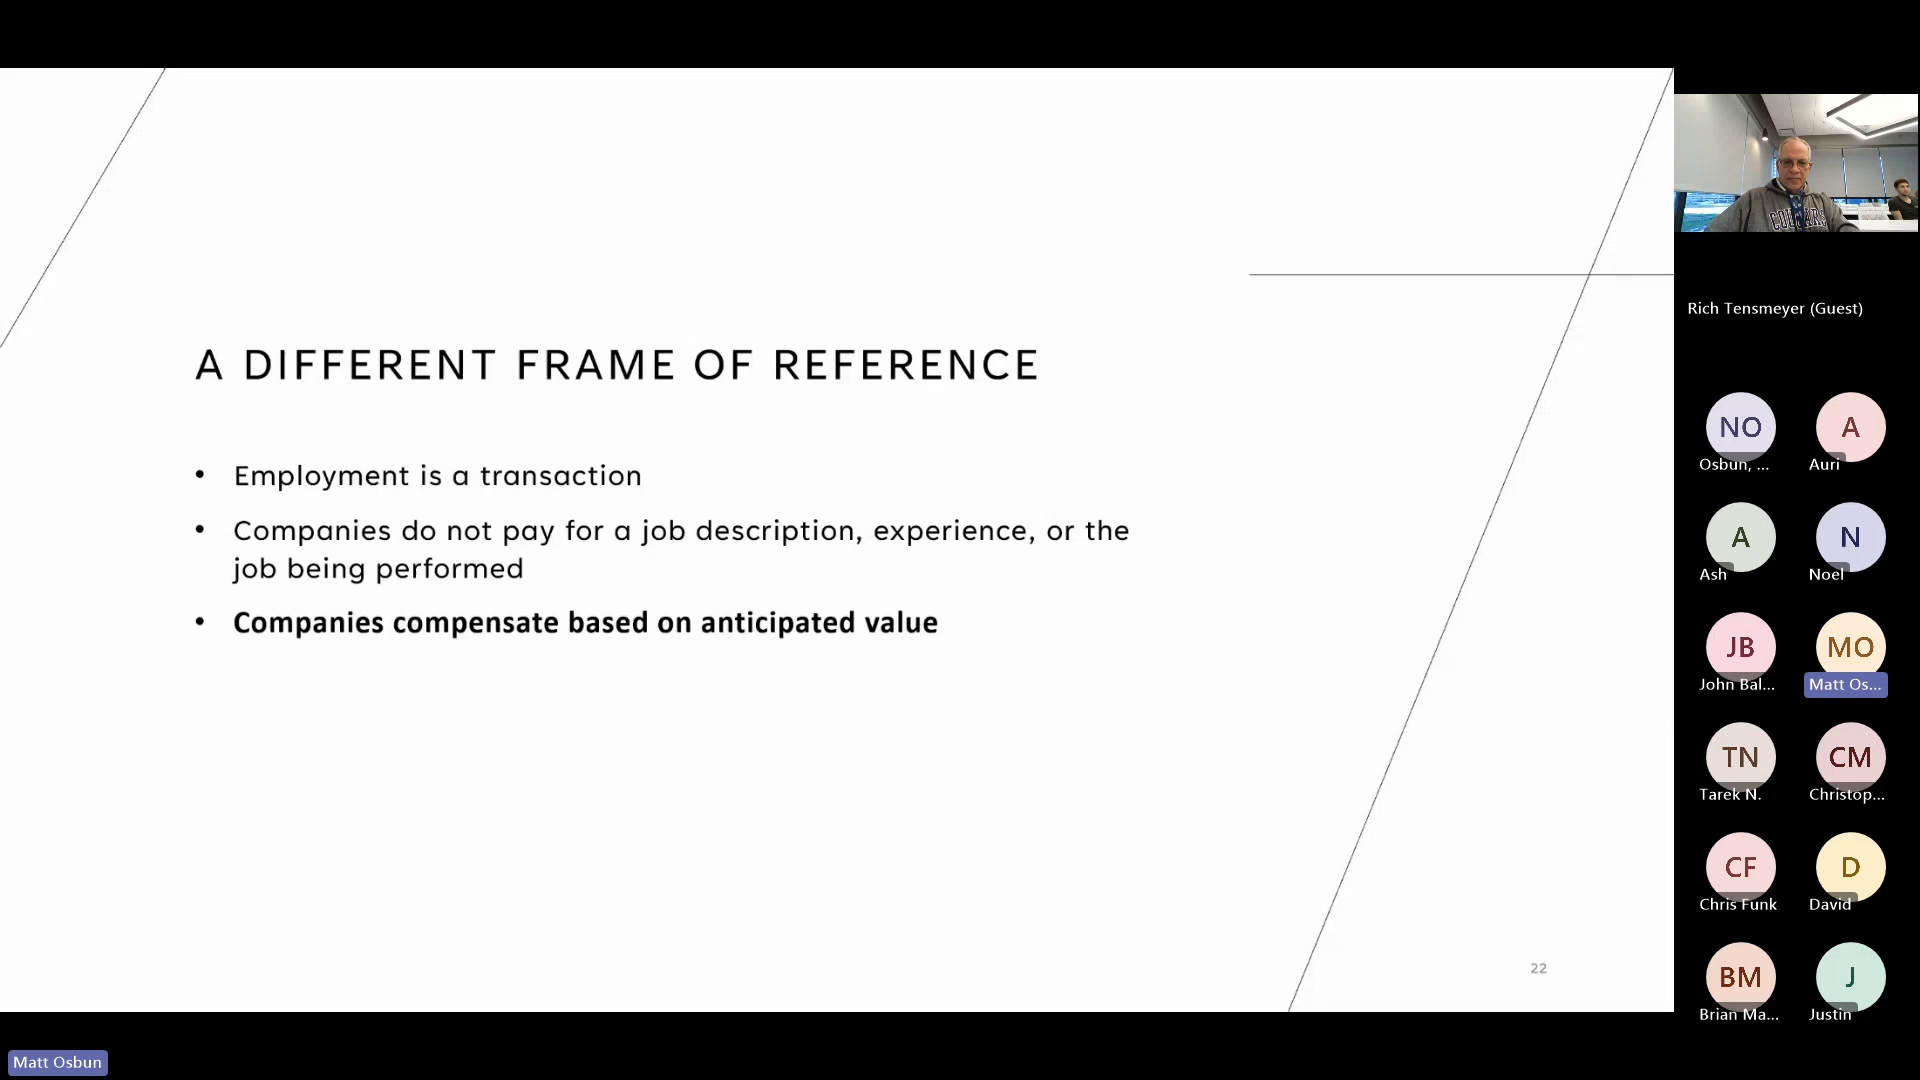 A DIFFERENT FRAME OF REFERENCE
• Employment is a transaction
• Companies do not pay for a job description, experience, or the
job being performed
• Companies compensate based on anticipated value
22
COUGARS
Rich Tensmeyer (Guest)
NO
Osbun, ...
A
Auri
A
Ash
N
Noel
JB
John Bal...
MO
Matt Os...
TN
Tarek N.
CM
Christop...
CF
Chris Funk
D
David
BM
Brian Ma...
J
Justin
Matt Osbun